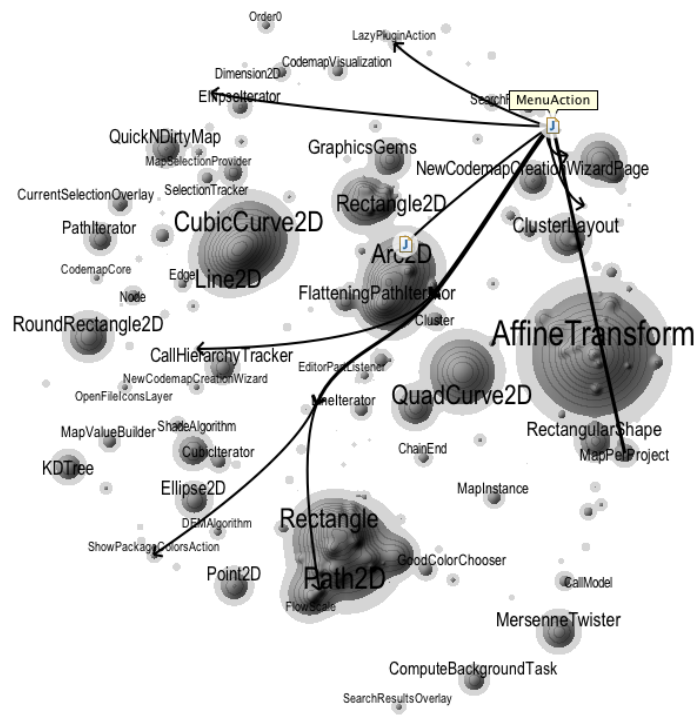 Order0
LazyPluginAction
CodemapVisualization
Dimension2D
EllipseIterator
MenuAction
QuickNDirtyMap
GraphicsGems
MapSelectionProvider
NewCodemapCreationWizardPage
SelectionTracker
CurrentSelectionOverlay
Rectangle2D
CubicCurve2D
PathIterator
ClusterLayout
Arc2D
CodemapCore
Edge
Line2D
Node
FlatteningPathIterator
RoundRectangle2D
Cluster
AffineTransform
CallHierarchyTracker
EditorPartListener
NewCodemapCreationWizard
OpenFileIconsLayer
QuadCurve2D
LineIterator
ShadeAlgorithm
MapValueBuilder
RectangularShape
CubicIterator
ChainEnd
MapPerProject
KDTree
Ellipse2D
MapInstance
Rectangle
DEMAlgorithm
ShowPackageColorsAction
GoodColorChooser
Point2D
Path2D
CallModel
FlowScale
MersenneTwister
ComputeBackgroundTask
SearchResultsOverlay